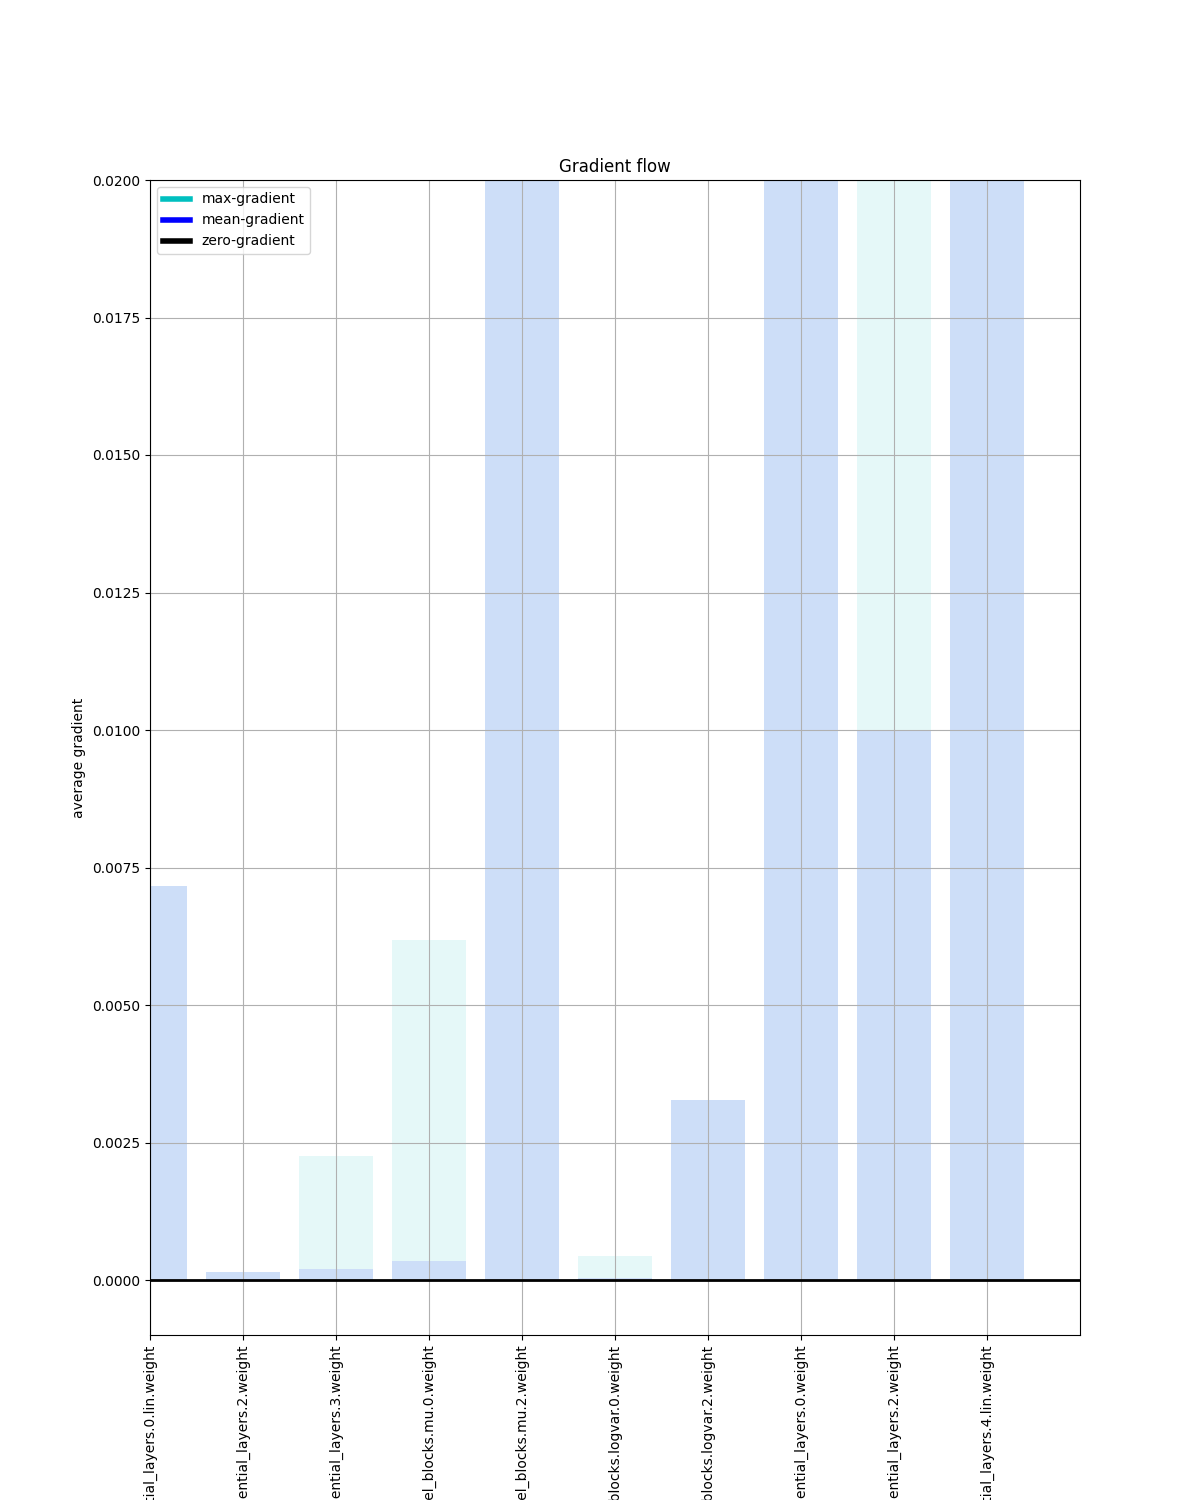 Gradient flow
max-gradient
mean-gradient
zero-gradient
0.0200
0.0175
0.0150
0.0125
0.0100
0.0075
0.0050
0.0025
0.0000
average gradient
tial_layers.0.lin.weight
ential_layers.2.weight
ential_layers.3.weight
el_blocks.mu.0.weight
el_blocks.mu.2.weight
blocks.logvar.0.weight
blocks.logvar.2.weight
ential_layers.0.weight
ential_layers.2.weight
tial_layers.4.lin.weight